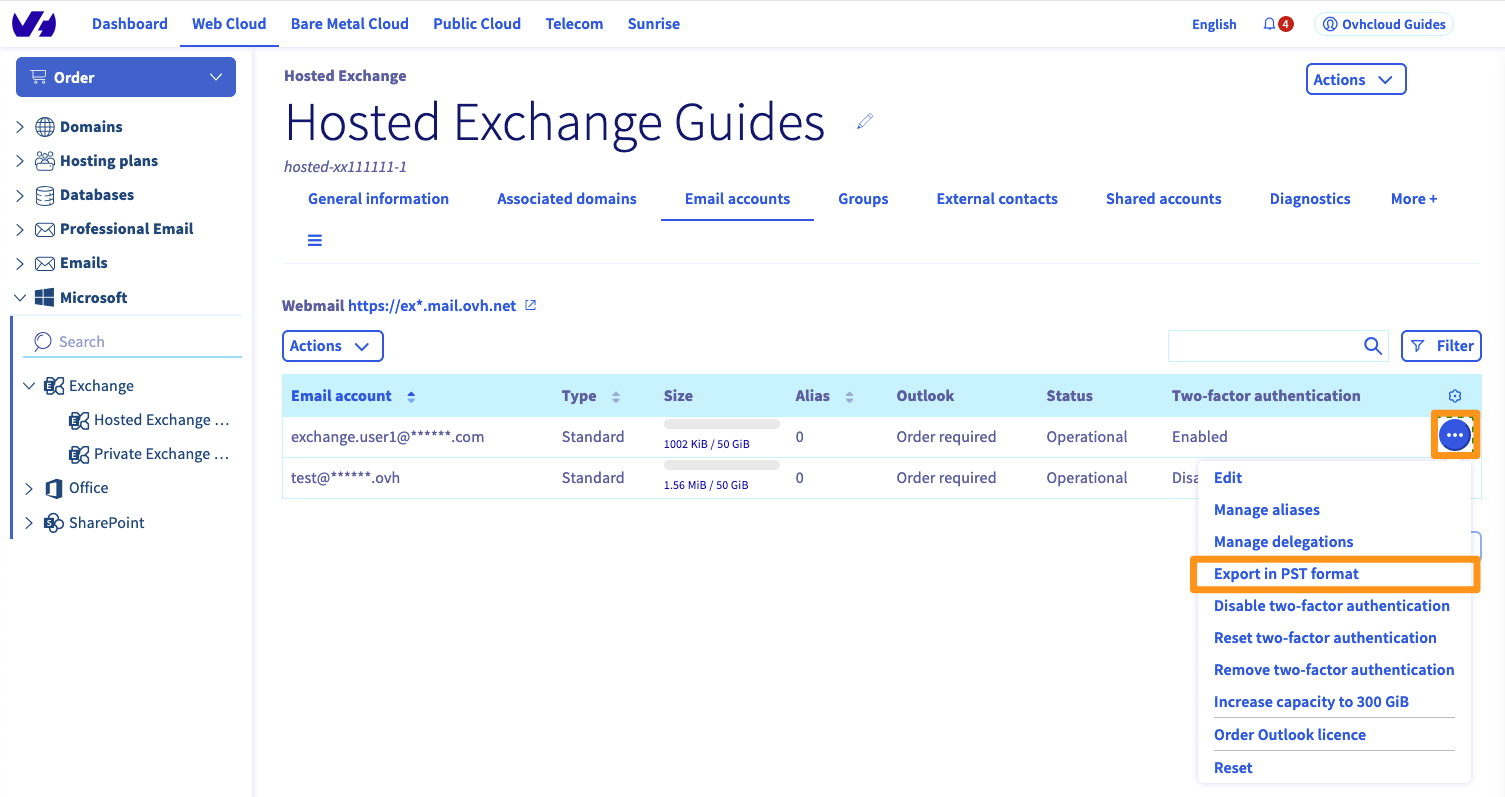 Dashboard Web Cloud Bare Metal Cloud Public Cloud Telecom Sunrise English 4 Ovhcloud Guides
Order
Domains
Hosting plans
Databases
Professional Email
Emails
Microsoft
Search
Exchange
Hosted Exchange ...
Private Exchange ...
Office
SharePoint
Hosted Exchange
Actions
Hosted Exchange Guides
hosted-xx111111-1
General information Associated domains Email accounts Groups External contacts Shared accounts Diagnostics More +
Webmail https://ex*.mail.ovh.net
Actions
Filter
Email account Type Size Alias Outlook Status Two-factor authentication
exchange.user1@******.com Standard 1002 KiB / 50 GiB 0 Order required Operational Enabled
test@******.ovh Standard 1.56 MiB / 50 GiB 0 Order required Operational Disa
Edit
Manage aliases
Manage delegations
Export in PST format
Disable two-factor authentication
Reset two-factor authentication
Remove two-factor authentication
Increase capacity to 300 GiB
Order Outlook licence
Reset